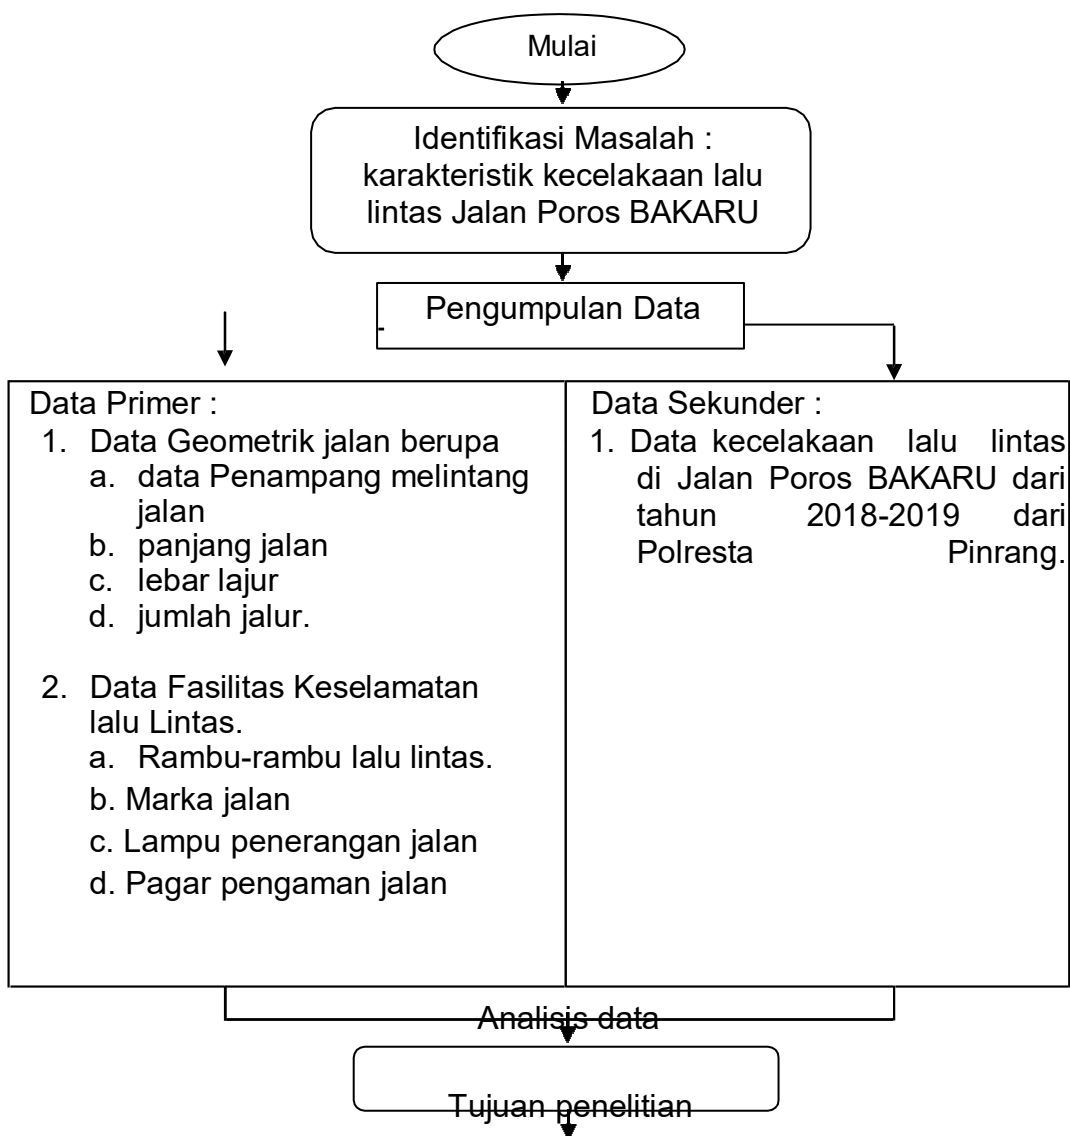 Mulai
Identifikasi Masalah :
karakteristik kecelakaan lalu
lintas Jalan Poros BAKARU
Pengumpulan Data
-
Data Primer :
1. Data Geometrik jalan berupa
a. data Penampang melintang
jalan
b. panjang jalan
c. lebar lajur
d. jumlah jalur.
2. Data Fasilitas Keselamatan
lalu Lintas.
a. Rambu-rambu lalu lintas.
b. Marka jalan
c. Lampu penerangan jalan
d. Pagar pengaman jalan
Data Sekunder :
1. Data kecelakaan lalu lintas
di Jalan Poros BAKARU dari
tahun 2018-2019 dari
Polresta Pinrang.
Analisis data
Tujuan penelitian